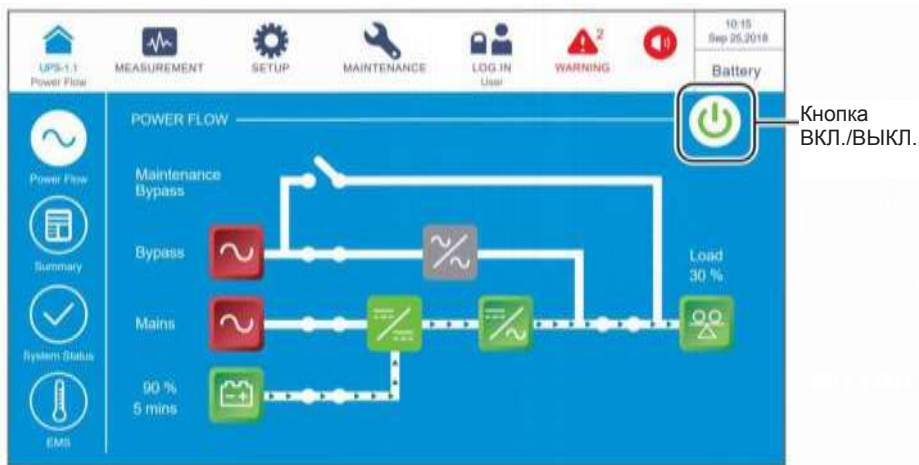 UPS-1.1
Power Flow
MEASUREMENT
SETUP
MAINTENANCE
LOG IN
User
2
WARNING
10:15
Sep 25,2018
Battery
Кнопка
ВКЛ./ВЫКЛ.
POWER FLOW
Power Flow
Maintenance
Bypass
Summary
Bypass
Load
30 %
Mains
System Status
90 %
5 mins
EMS